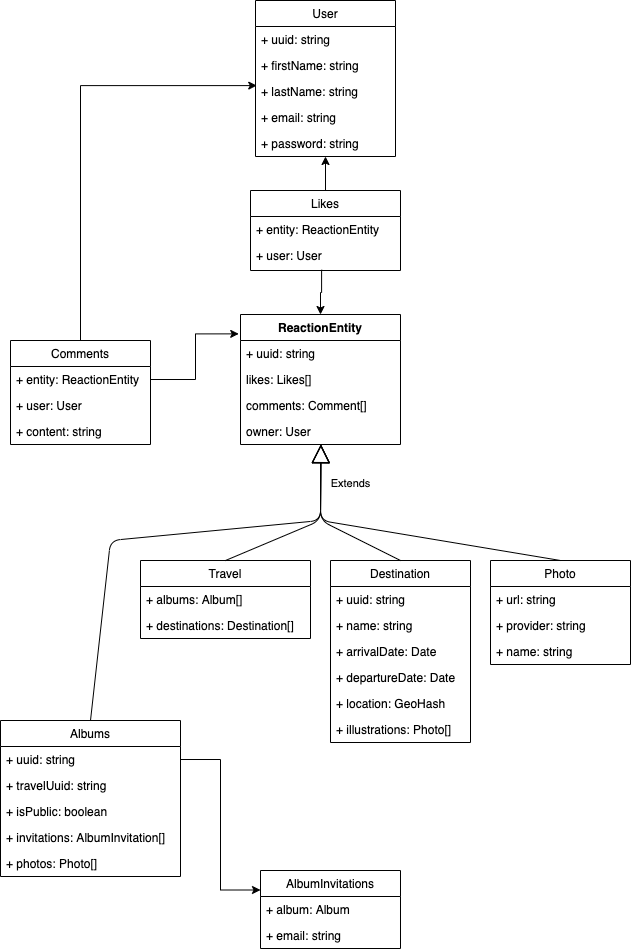 User
+ uuid: string
+ firstName: string
+ lastName: string
+ email: string
+ password: string
Likes
+ entity: ReactionEntity
+ user: User
ReactionEntity
+ uuid: string
likes: Likes[]
comments: Comment[]
owner: User
Comments
+ entity: ReactionEntity
+ user: User
+ content: string
Extends
Travel
+ albums: Album[]
+ destinations: Destination[]
Destination
+ uuid: string
+ name: string
+ arrivalDate: Date
+ departureDate: Date
+ location: GeoHash
+ illustrations: Photo[]
Photo
+ url: string
+ provider: string
+ name: string
Albums
+ uuid: string
+ travelUuid: string
+ isPublic: boolean
+ invitations: AlbumInvitation[]
+ photos: Photo[]
AlbumInvitations
+ album: Album
+ email: string